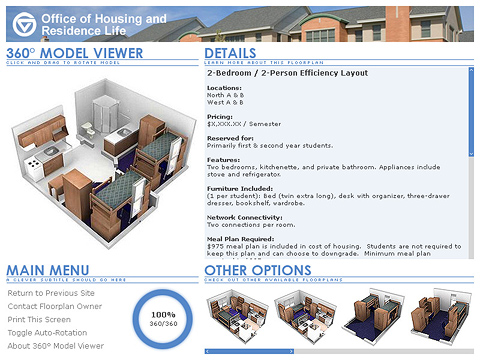 Office of Housing and
Residence Life
360° MODEL VIEWER
CLICK AND DRAG TO ROTATE MODEL
DETAILS
LEARN MORE ABOUT THIS FLOORPLAN
2-Bedroom / 2-Person Efficiency Layout
Locations:
North A & B
West A & B
Pricing:
$X,XXX.XX / Semester
Reserved for:
Primarily first & second year students.
Features:
Two bedrooms, kitchenette, and private bathroom. Appliances include
stove and refrigerator.
Furniture Included:
(1 per student): Bed (twin extra long), desk with organizer, three-drawer
dresser, bookshelf, wardrobe.
Network Connectivity:
Two connections per room.
Meal Plan Required:
$975 meal plan is included in cost of housing. Students are not required to
keep this plan and can choose to downgrade. Minimum meal plan
MAIN MENU
A CLEVER SUBTITLE SHOULD GO HERE
Return to Previous Site
Contact Floorplan Owner
Print This Screen
Toggle Auto-Rotation
About 360° Model Viewer
100%
360/360
OTHER OPTIONS
CHECK OUT OTHER AVAILABLE FLOORPLANS